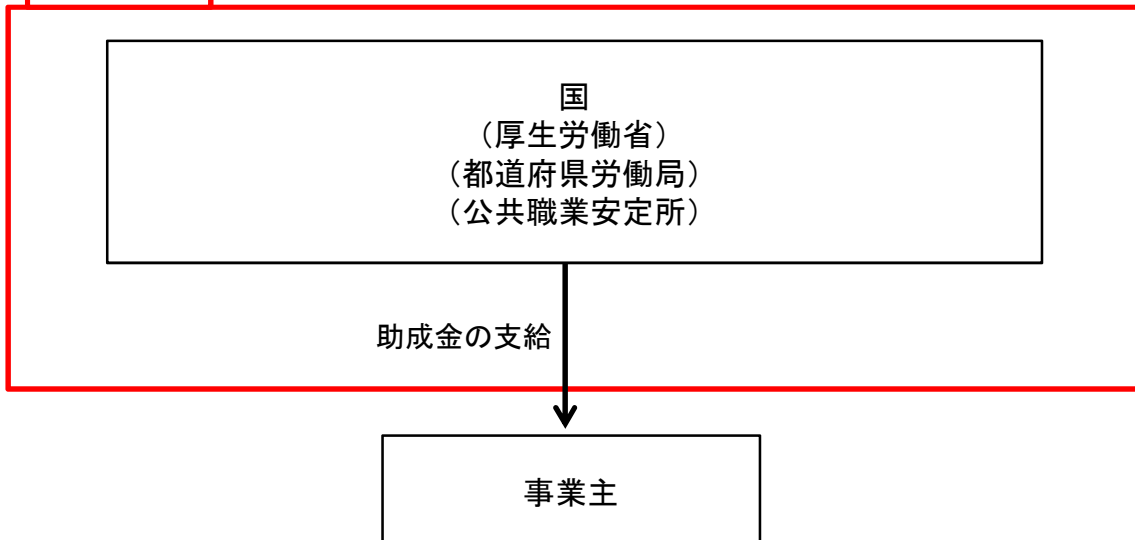 国
（厚生労働省）
（都道府県労働局）
（公共職業安定所）
助成金の支給
事業主